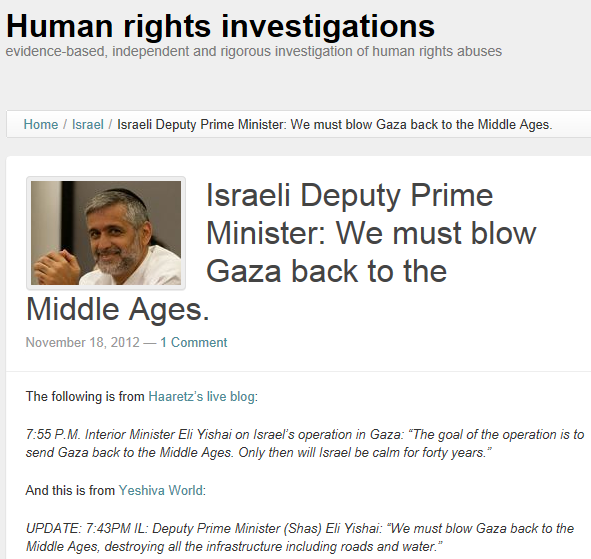 Human rights investigations
evidence-based, independent and rigorous investigation of human rights abuses
Home / Israel / Israeli Deputy Prime Minister: We must blow Gaza back to the Middle Ages.
Israeli Deputy Prime
Minister: We must blow
Gaza back to the
Middle Ages.
November 18, 2012 — 1 Comment
The following is from Haaretz's live blog:
7:55 P.M. Interior Minister Eli Yishai on Israel's operation in Gaza: “The goal of the operation is to
send Gaza back to the Middle Ages. Only then will Israel be calm for forty years.”
And this is from Yeshiva World:
UPDATE: 7:43PM IL: Deputy Prime Minister (Shas) Eli Yishai: “We must blow Gaza back to the
Middle Ages, destroying all the infrastructure including roads and water.”